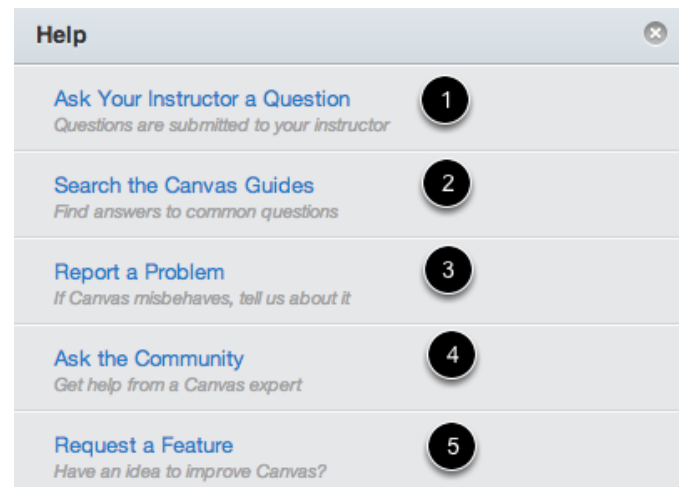 Help
Ask Your Instructor a Question 1
Questions are submitted to your instructor
Search the Canvas Guides 2
Find answers to common questions
Report a Problem 3
If Canvas misbehaves, tell us about it
Ask the Community 4
Get help from a Canvas expert
Request a Feature 5
Have an idea to improve Canvas?